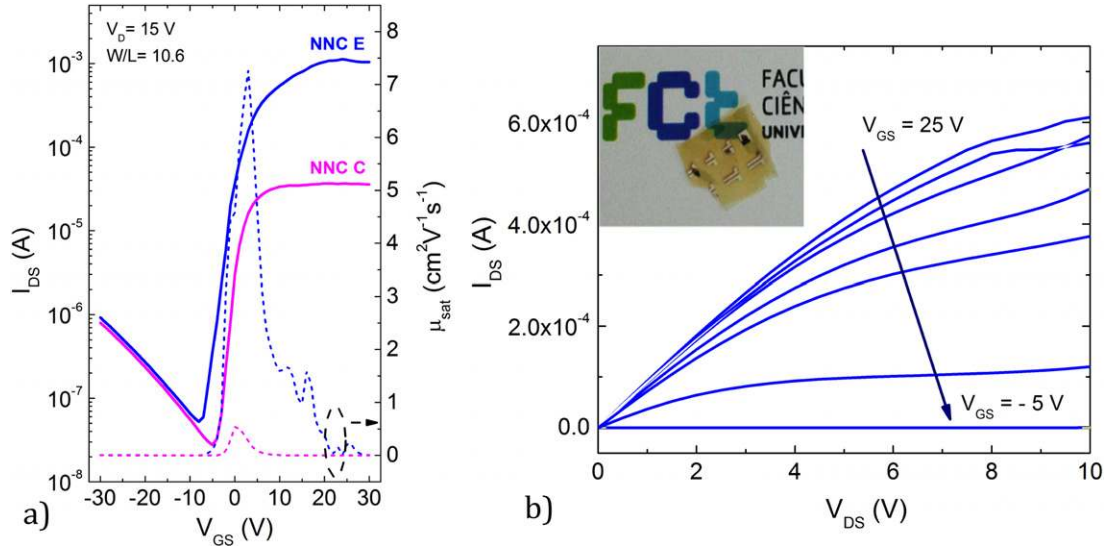 V_D= 15 V
W/L= 10.6
NNC E
NNC C
10^-3
10^-4
10^-5
10^-6
10^-7
10^-8
I_DS (A)
-30 -20 -10 0 10 20 30
V_GS (V)
8
7
6
5
4
3
2
1
0
μ_sat (cm^2V^-1s^-1)
a)
FCt
FACU
CIÊN
UNIVE
V_GS = 25 V
V_GS = - 5 V
6.0x10^-4
4.0x10^-4
2.0x10^-4
0.0
I_DS (A)
0 2 4 6 8 10
V_DS (V)
b)